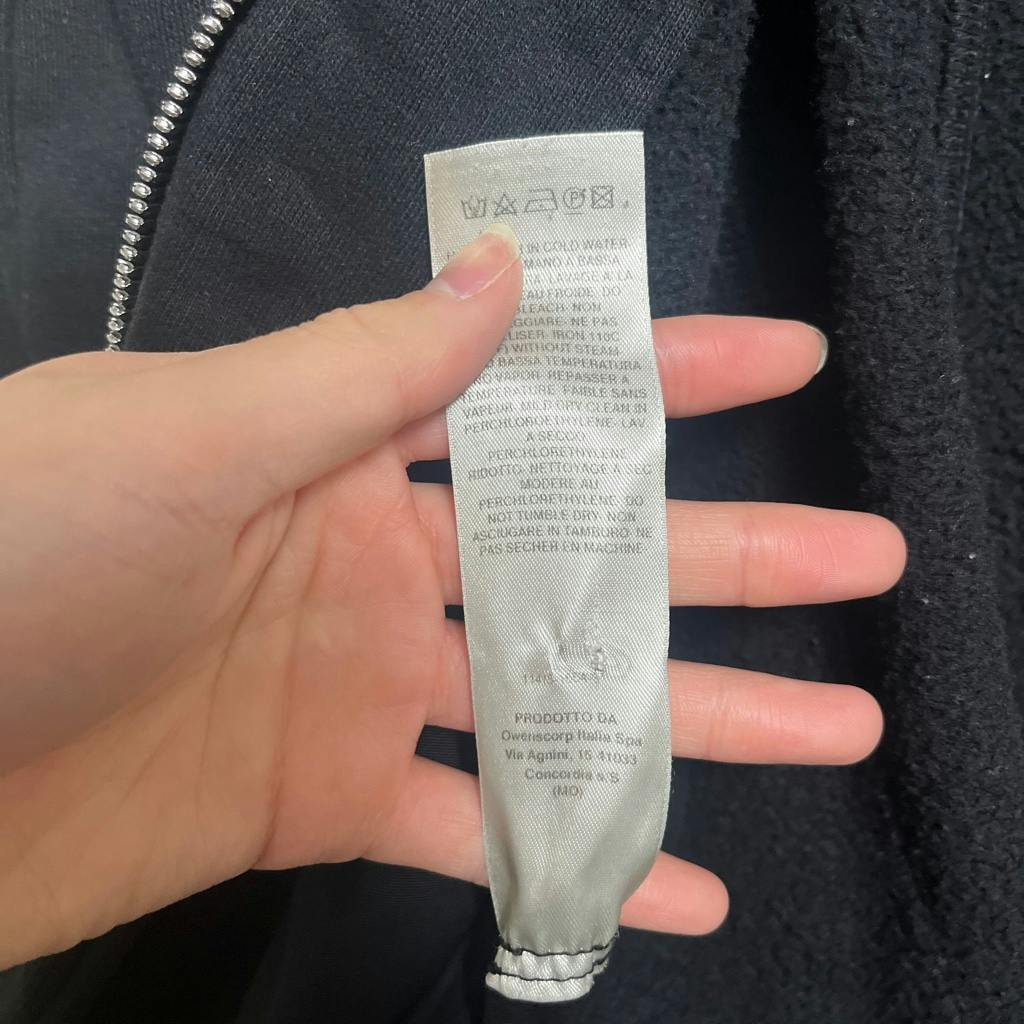 IN COLD WATER.
MANO A BASSA
LAVAGE A LA
EAU FROIDE. DO
BLEACH- NON
EGGIARE- NE PAS
LISER- IRON 110C
F) WITHOUT STEAM
BASSA TEMPERATURA
VAPOR- REPASSER A
TEMPERATURE FAIBLE SANS
VAPEUR- MILD DRY CLEAN IN
PERCHLOROETHYLENE- LAV.
A SECCO
PERCHLORETHYLENE
RIDOTTO- NETTOYAGE A SEC
MODERE AU
PERCHLORETHYLENE- DO
NOT TUMBLE DRY- NON
ASCIUGARE IN TAMBURO- NE
PAS SECHER EN MACHINE
PRODOTTO DA
Owenscorp Italia Spa
Via Agnini, 15 41033
Concordia s/S
(MO)